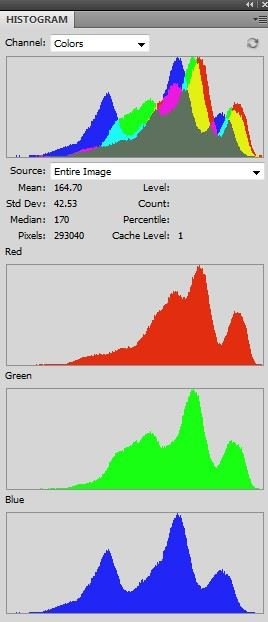 HISTOGRAM
Channel: Colors
Source: Entire Image
Mean: 164.70 Level:
Std Dev: 42.53 Count:
Median: 170 Percentile:
Pixels: 293040 Cache Level: 1
Red
Green
Blue